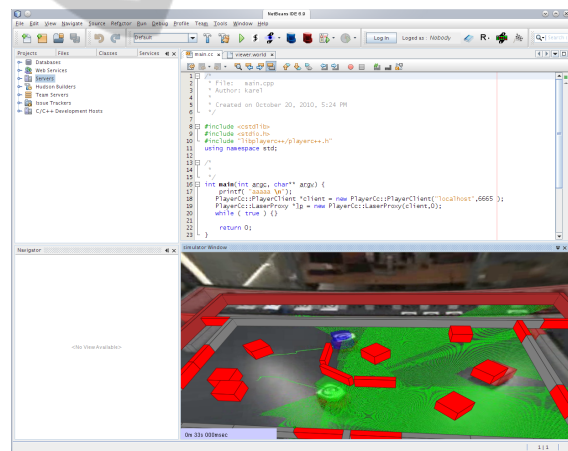 NetBeans IDE 6.0
File Edit View Navigate Source Refactor Run Debug Profile Team Tools Window Help
Default
Log In Loged as: Nobody
Projects Files Classes Services
main.cc viewer.world
Databases
Web Services
Servers
Hudson Builders
Team Servers
Issue Trackers
C/C++ Development Hosts
1 /*
2 * File: main.cpp
3 * Author: karel
4 *
5 * Created on October 20, 2010, 5:24 PM
6 */
7
8 #include <cstdlib>
9 #include <stdio.h>
10 #include "libplayerc++/playerc++.h"
11 using namespace std;
12
13 /*
14 *
15 */
16 int main(int argc, char** argv) {
17 printf( "aaaaa \n");
18 PlayerCc::PlayerClient *client = new PlayerCc::PlayerClient("localhost",6665 );
19 PlayerCc::LaserProxy *lp = new PlayerCc::LaserProxy(client,0);
20 while ( true ) {}
21
22 return 0;
23 }
Navigator
<No View Available>
Simulator Window
0m 33s 000msec
1|1